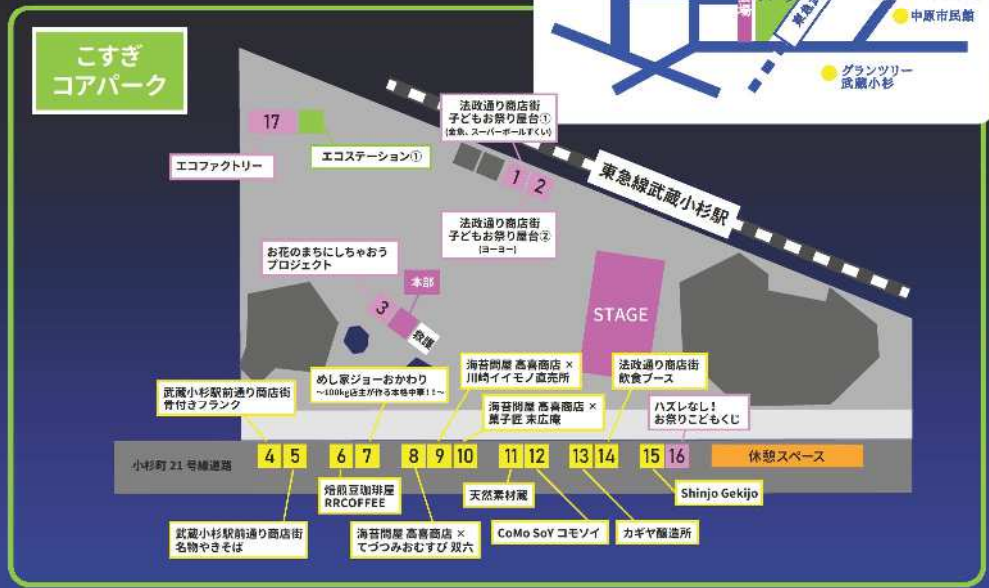 こすぎ
コアパーク
中原市民館
グランツリー
武蔵小杉
東急
場
17
エコファクトリー
エコステーション①
法政通り商店街
子どもお祭り屋台①
(金魚、スーパーボールすくい)
1
2
東急線武蔵小杉駅
法政通り商店街
子どもお祭り屋台②
(ヨーヨー)
お花のまちにしちゃおう
プロジェクト
本部
3
救護
STAGE
武蔵小杉駅前通り商店街
骨付きフランク
めし家ジョーおかわり
〜100kg店主が作る本格中華!!〜
海苔問屋 高喜商店 ×
川崎イイモノ直売所
海苔問屋 高喜商店 ×
菓子匠 末広庵
法政通り商店街
飲食ブース
ハズレなし!
お祭りこどもくじ
小杉町 21 号線道路
4
5
6
7
8
9
10
11
12
13
14
15
16
休憩スペース
武蔵小杉駅前通り商店街
名物やきそば
焙煎豆珈琲屋
RRCOFFEE
海苔問屋 高喜商店 ×
てづつみおむすび 双六
天然素材蔵
CoMo SoY コモソイ
カギヤ醸造所
Shinjo Gekijo